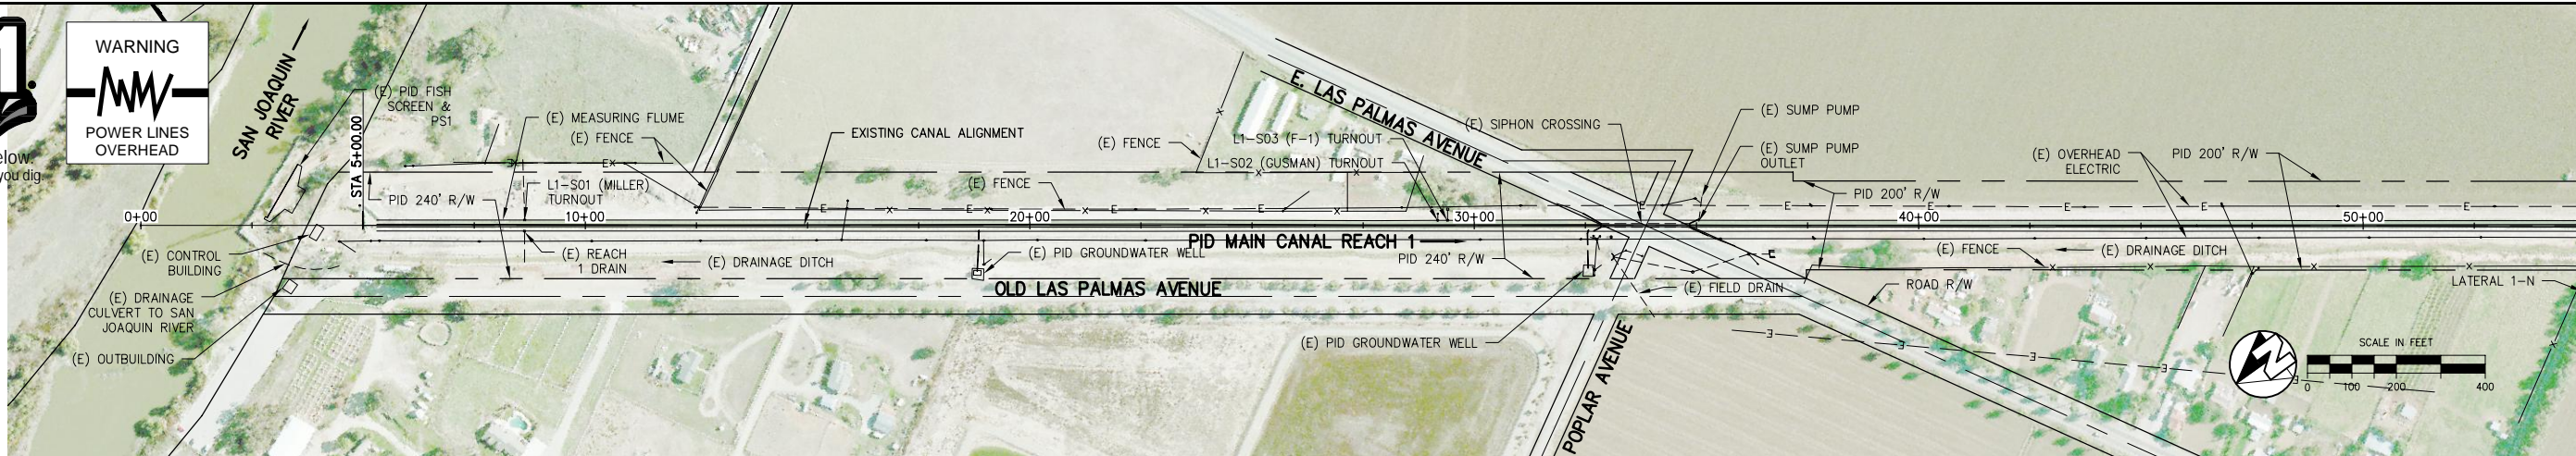 elow.
you dig.
WARNING
POWER LINES
OVERHEAD
SAN JOAQUIN
RIVER
(E) PID FISH
SCREEN &
PS1
STA 5+00.00
(E) MEASURING FLUME
(E) FENCE
EXISTING CANAL ALIGNMENT
(E) FENCE
E. LAS PALMAS AVENUE
L1-S03 (F-1) TURNOUT
L1-S02 (GUSMAN) TURNOUT
(E) SIPHON CROSSING
(E) SUMP PUMP
(E) SUMP PUMP
OUTLET
(E) OVERHEAD
ELECTRIC
PID 200' R/W
PID 240' R/W
L1-S01 (MILLER)
TURNOUT
(E) FENCE
PID 200' R/W
0+00
10+00
20+00
30+00
40+00
50+00
(E) CONTROL
BUILDING
(E) REACH
1 DRAIN
(E) DRAINAGE DITCH
(E) PID GROUNDWATER WELL
PID MAIN CANAL REACH 1
PID 240' R/W
(E) FENCE
(E) DRAINAGE DITCH
(E) DRAINAGE
CULVERT TO SAN
JOAQUIN RIVER
OLD LAS PALMAS AVENUE
(E) FIELD DRAIN
ROAD R/W
LATERAL 1-N
(E) OUTBUILDING
(E) PID GROUNDWATER WELL
POPLAR AVENUE
SCALE IN FEET
0 100 200 400